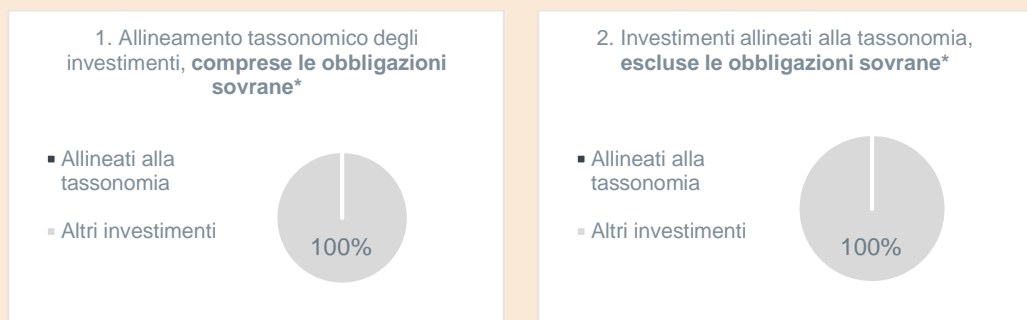 1. Allineamento tassonomico degli
investimenti, comprese le obbligazioni
sovrane*
Allineati alla
tassonomia
Altri investimenti
100%
2. Investimenti allineati alla tassonomia,
escluse le obbligazioni sovrane*
Allineati alla
tassonomia
Altri investimenti
100%